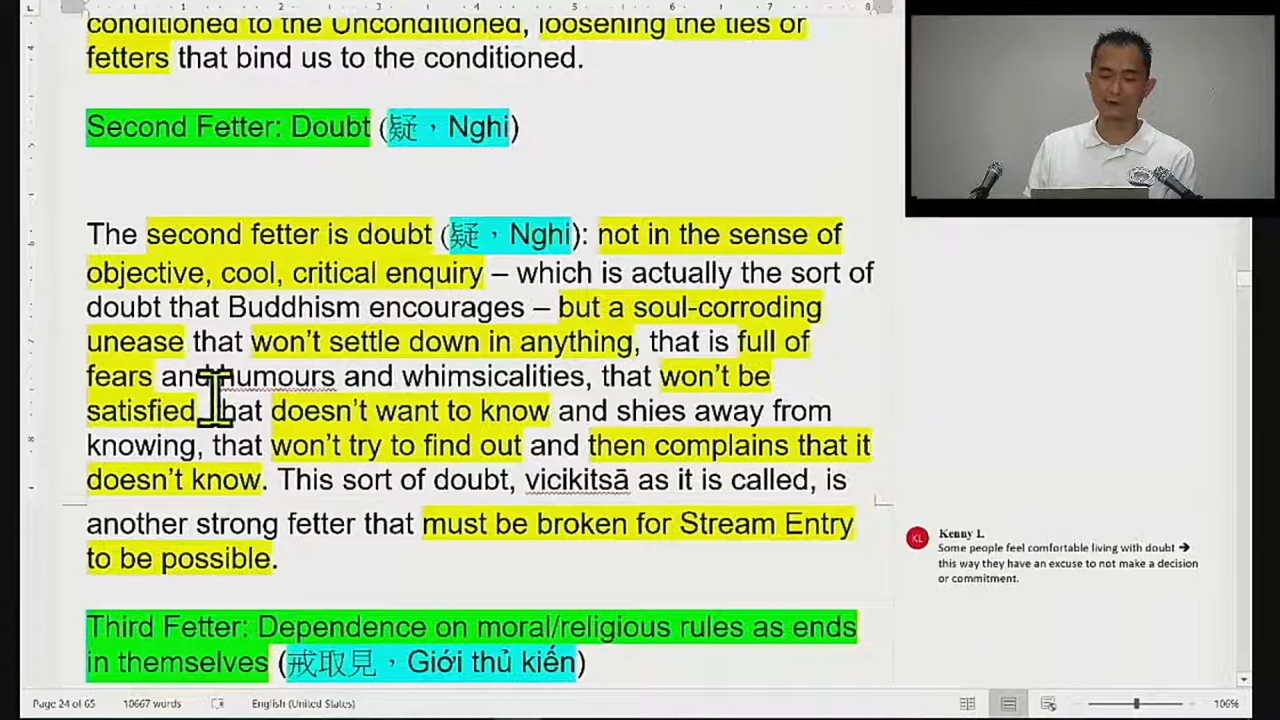 conditioned to the Unconditioned, loosening the ties or
fetters that bind us to the conditioned.
Second Fetter: Doubt (疑，Nghi)
The second fetter is doubt (疑，Nghi): not in the sense of
objective, cool, critical enquiry – which is actually the sort of
doubt that Buddhism encourages – but a soul-corroding
unease that won't settle down in anything, that is full of
fears and humours and whimsicalities, that won't be
satisfied, that doesn't want to know and shies away from
knowing, that won't try to find out and then complains that it
doesn't know. This sort of doubt, vicikitsā as it is called, is
another strong fetter that must be broken for Stream Entry
to be possible.
Third Fetter: Dependence on moral/religious rules as ends
in themselves (戒取見，Giới thủ kiến)
KL
Kenny L
Some people feel comfortable living with doubt ➔
this way they have an excuse to not make a decision
or commitment.
Page 24 of 65 10667 words English (United States) 106%